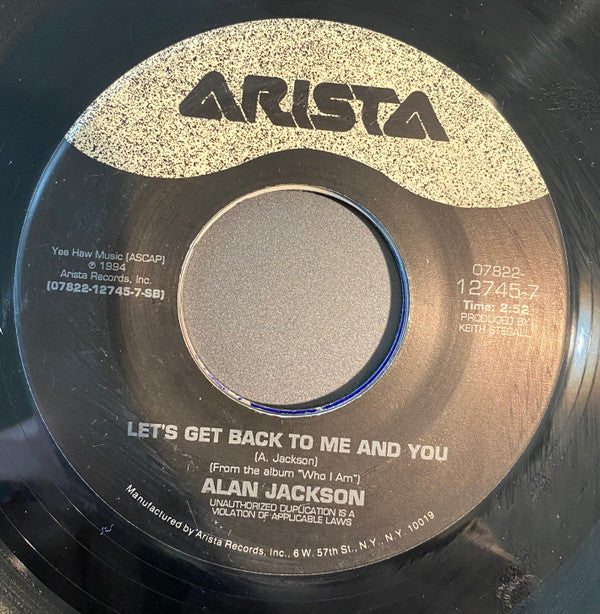 ARISTA
Yee Haw Music (ASCAP)
℗ 1994
Arista Records, Inc.
(07822-12745-7-SB)
07822-
12745-7
Time: 2:52
PRODUCED BY
KEITH STEGALL
LET'S GET BACK TO ME AND YOU
(A. Jackson)
(From the album "Who I Am")
ALAN JACKSON
UNAUTHORIZED DUPLICATION IS A
VIOLATION OF APPLICABLE LAWS
Manufactured by Arista Records, Inc., 6 W. 57th St., N.Y., N.Y. 10019